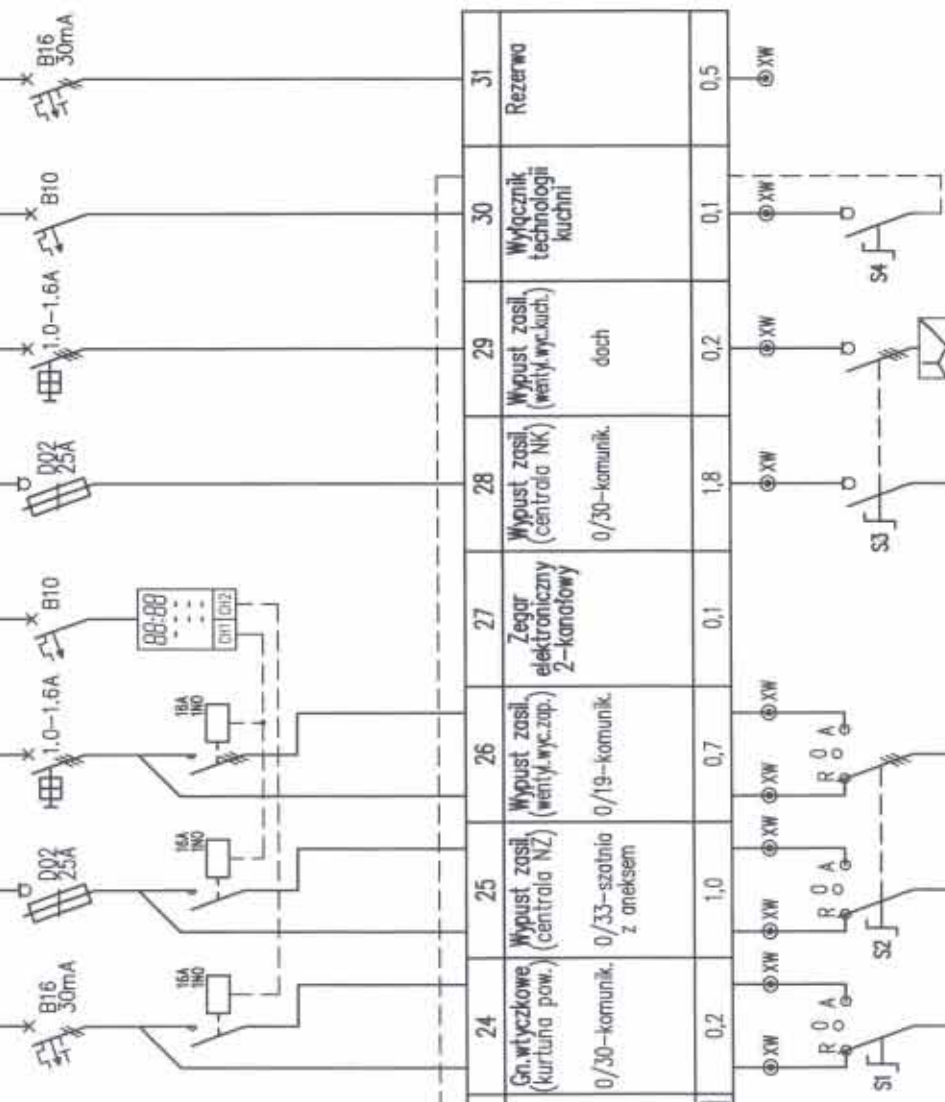 B16
30mA
B10
1.0-1.6A
D02
25A
B10
1.0-1.6A
D02
25A
B16
30mA
88:88
CH1 CH2
16A
1NO
16A
1NO
16A
1NO
31
Rezerwa
0,5
30
Wyłącznik
technologii
kuchni
0,1
29
Wypust zasil.
(wentyl.wyc.kuch.)
dach
0,2
28
Wypust zasil.
(centrala NK)
0/30-komunik.
1,8
27
Zegar
elektroniczny
2-kanałowy
0,1
26
Wypust zasil.
(wentyl.wyc.zap.)
0/19-komunik.
0,7
25
Wypust zasil.
(centrala NZ)
0/33-szatnia
z aneksem
1,0
24
Gn.wtyczkowe
(kurtuna pow.)
0/30-komunik.
0,2
XW
XW
XW
XW
XW
XW
XW
XW
XW
XW
S4
S3
R 0 A
R 0 A
S2
R 0 A
S1